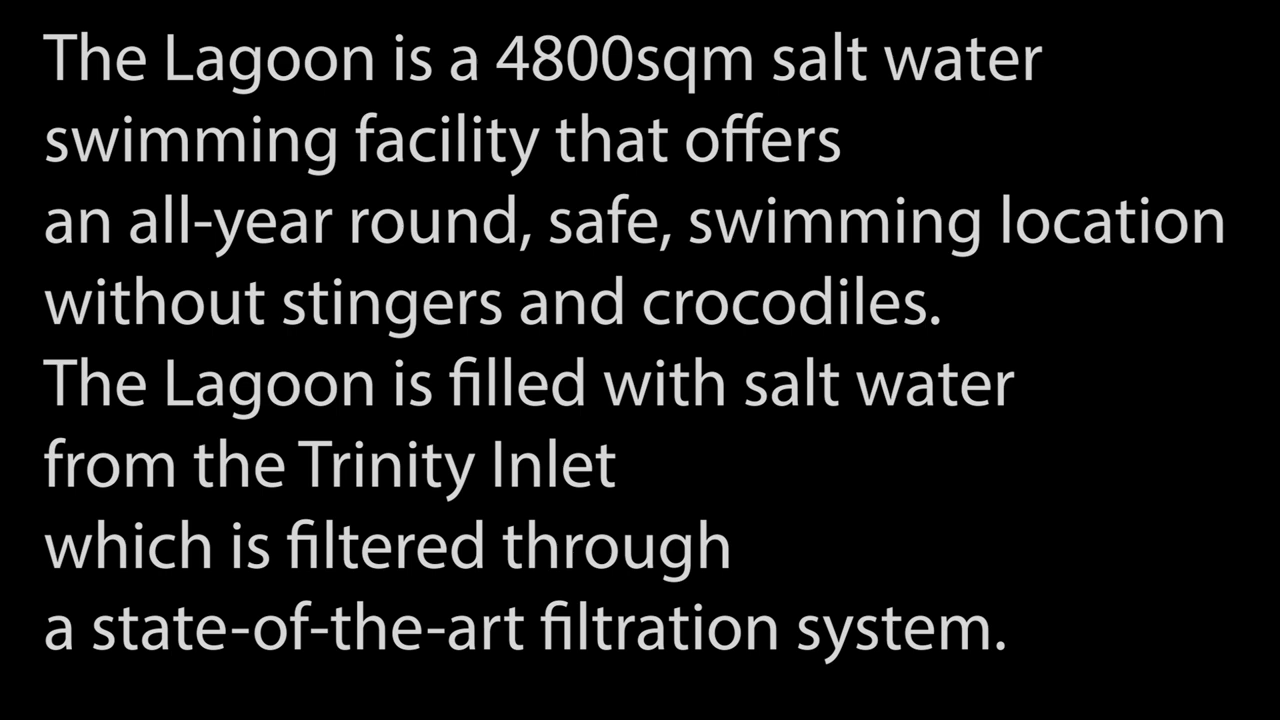 The Lagoon is a 4800sqm salt water
swimming facility that offers
an all-year round, safe, swimming location
without stingers and crocodiles.
The Lagoon is filled with salt water
from the Trinity Inlet
which is filtered through
a state-of-the-art filtration system.